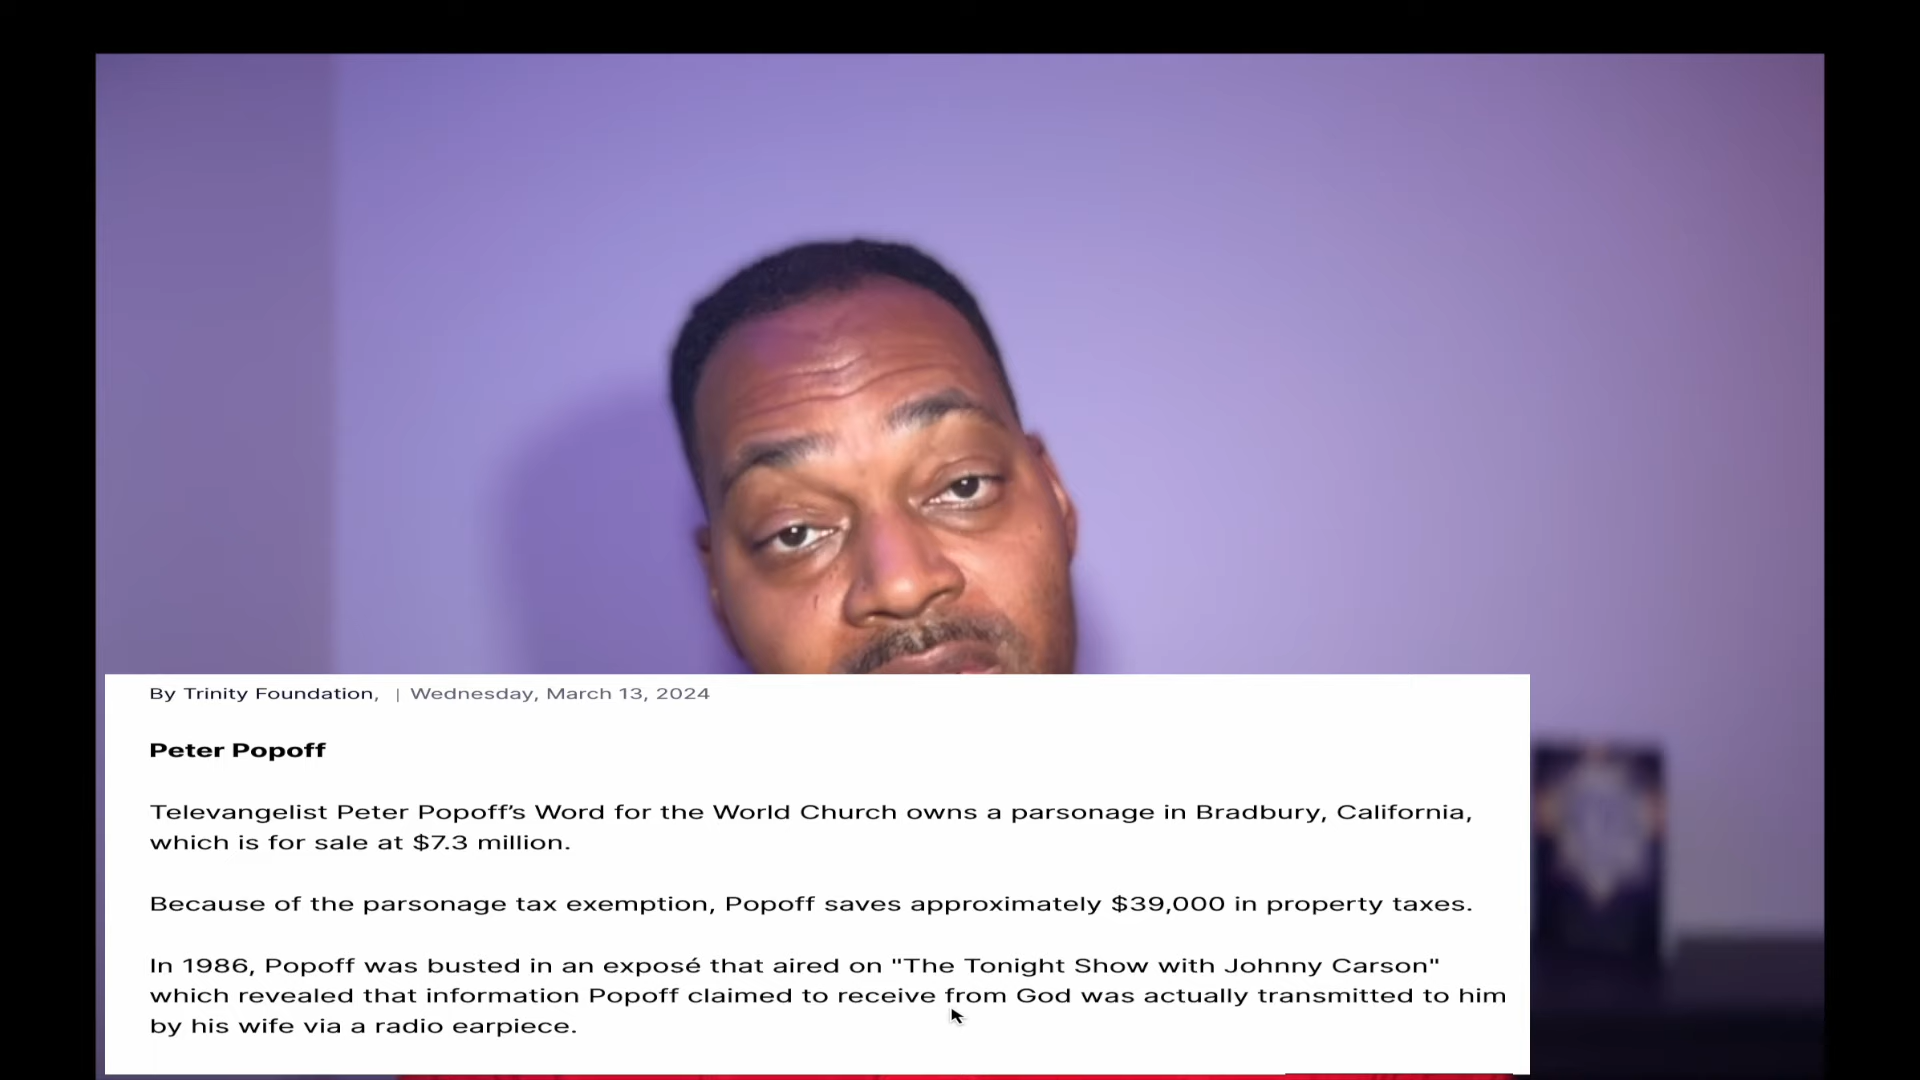 By Trinity Foundation, | Wednesday, March 13, 2024
Peter Popoff
Televangelist Peter Popoff’s Word for the World Church owns a parsonage in Bradbury, California,
which is for sale at $7.3 million.
Because of the parsonage tax exemption, Popoff saves approximately $39,000 in property taxes.
In 1986, Popoff was busted in an exposé that aired on "The Tonight Show with Johnny Carson"
which revealed that information Popoff claimed to receive from God was actually transmitted to him
by his wife via a radio earpiece.